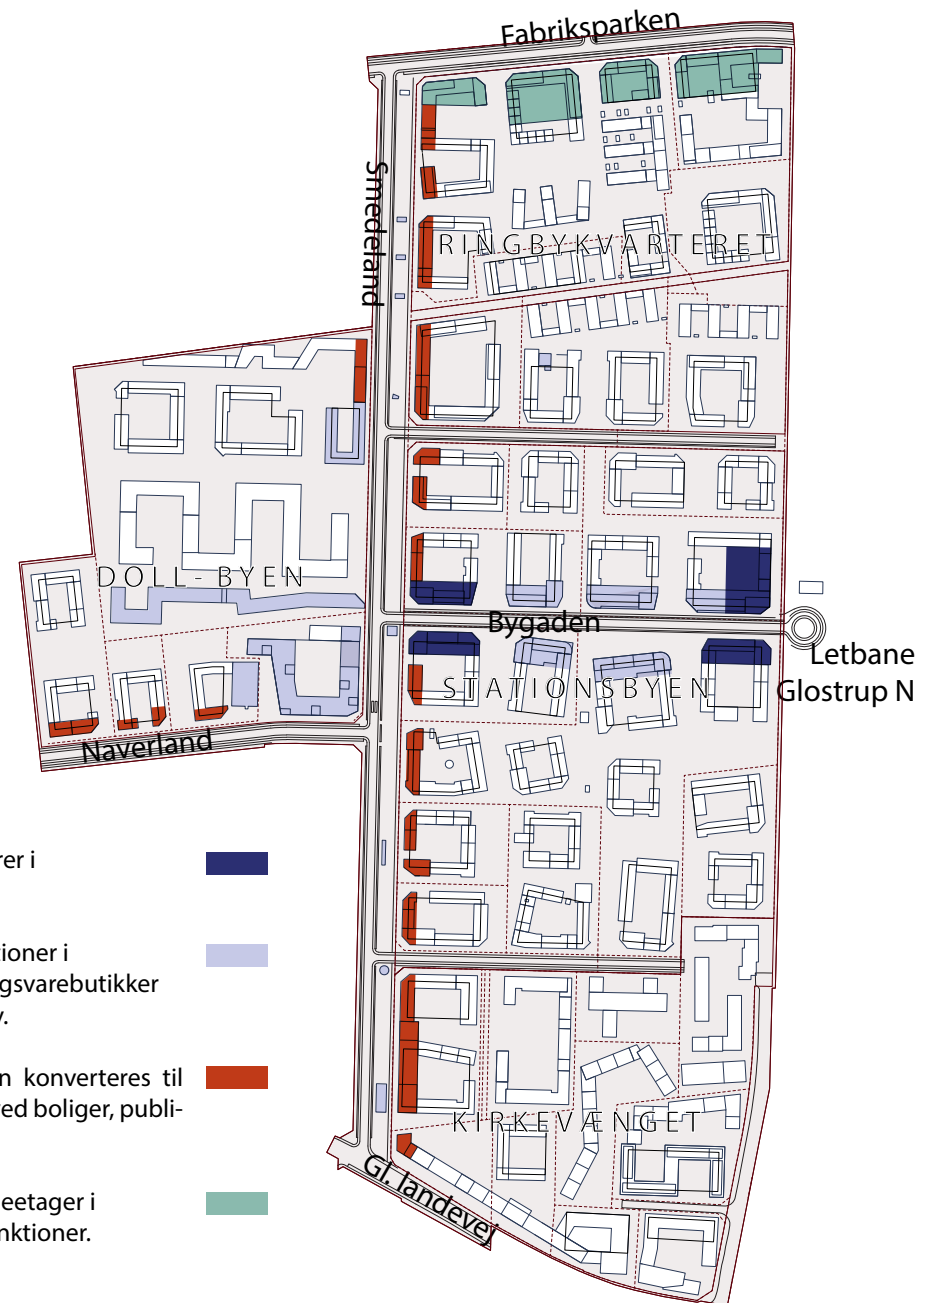 Fabriksparken
Smedeland
RINGBYKVARTERET
DOLL-BYEN
Bygaden
Letbane
Glostrup N
STATIONSBYEN
Naverland
rer i
tioner i
gsvarebutikker
v.
n konverteres til
ved boliger, publi-
KIRKEVÆNGET
Gl. landevej
eetager i
nktioner.